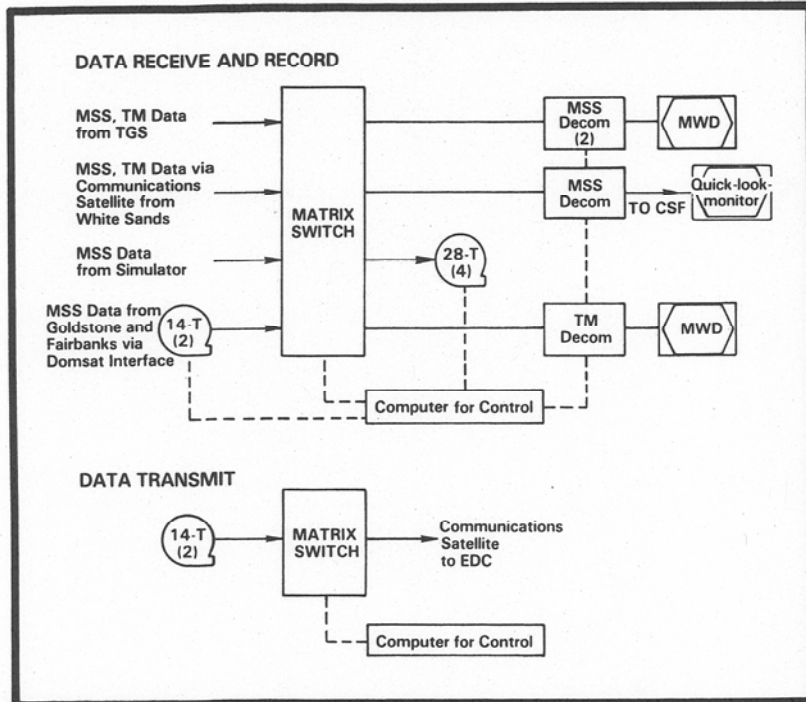 DATA RECEIVE AND RECORD
MSS, TM Data
from TGS
MSS, TM Data via
Communications
Satellite from
White Sands
MSS Data
from Simulator
MSS Data from
Goldstone and
Fairbanks via
Domsat Interface
14-T
(2)
MATRIX
SWITCH
28-T
(4)
MSS
Decom
(2)
MWD
MSS
Decom
TO CSF
Quick-look-
monitor
TM
Decom
MWD
Computer for Control
DATA TRANSMIT
14-T
(2)
MATRIX
SWITCH
Communications
Satellite
to EDC
Computer for Control